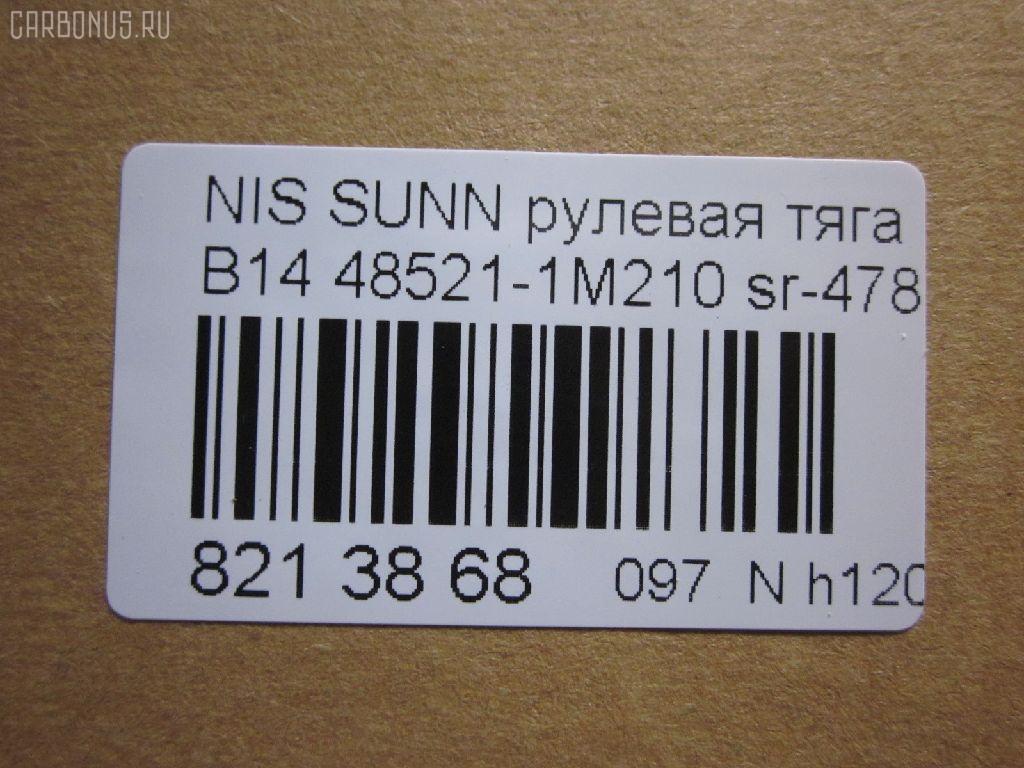 CARBONUS.RU
NIS SUNN рулевая тяга
B14 48521-1M210 sr-478
821 38 68 097 N h120